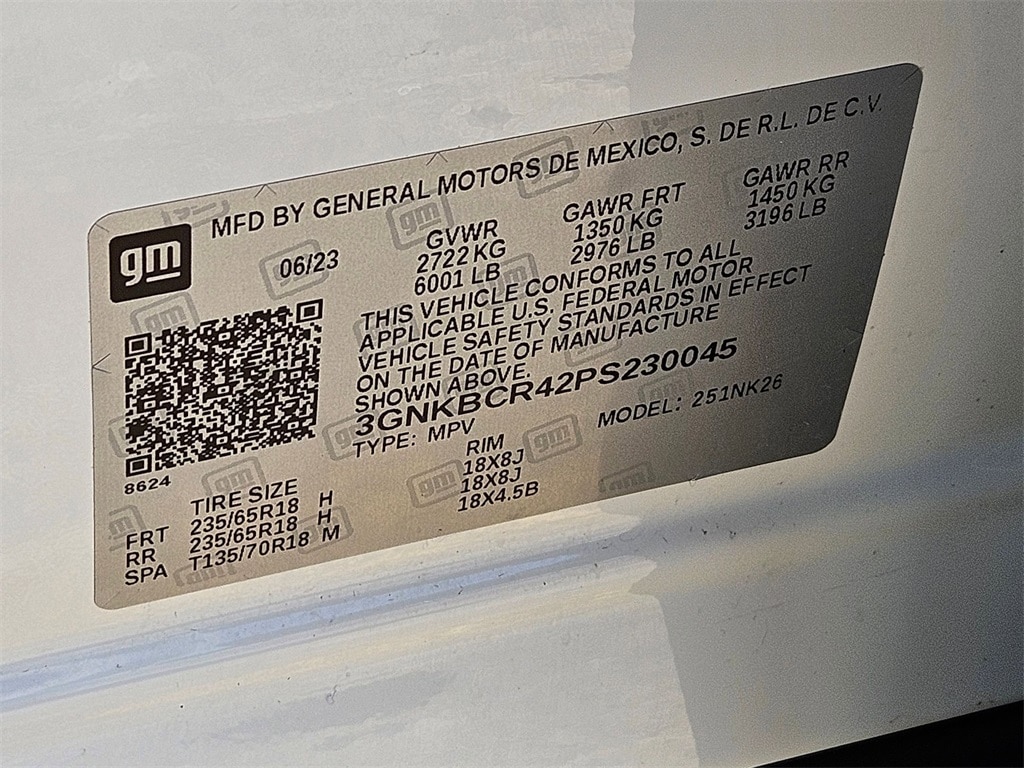 MFD BY GENERAL MOTORS DE MEXICO, S. DE R.L. DE C.V.
gm
06/23
GVWR GAWR FRT GAWR RR
2722 KG 1350 KG 1450 KG
6001 LB 2976 LB 3196 LB
THIS VEHICLE CONFORMS TO ALL
APPLICABLE U.S. FEDERAL MOTOR
VEHICLE SAFETY STANDARDS IN EFFECT
ON THE DATE OF MANUFACTURE
SHOWN ABOVE.
3GNKBCR42PS230045
TYPE: MPV MODEL: 251NK26
8624
TIRE SIZE RIM
FRT 235/65R18 H 18X8J
RR 235/65R18 H 18X8J
SPA T135/70R18 M 18X4.5B